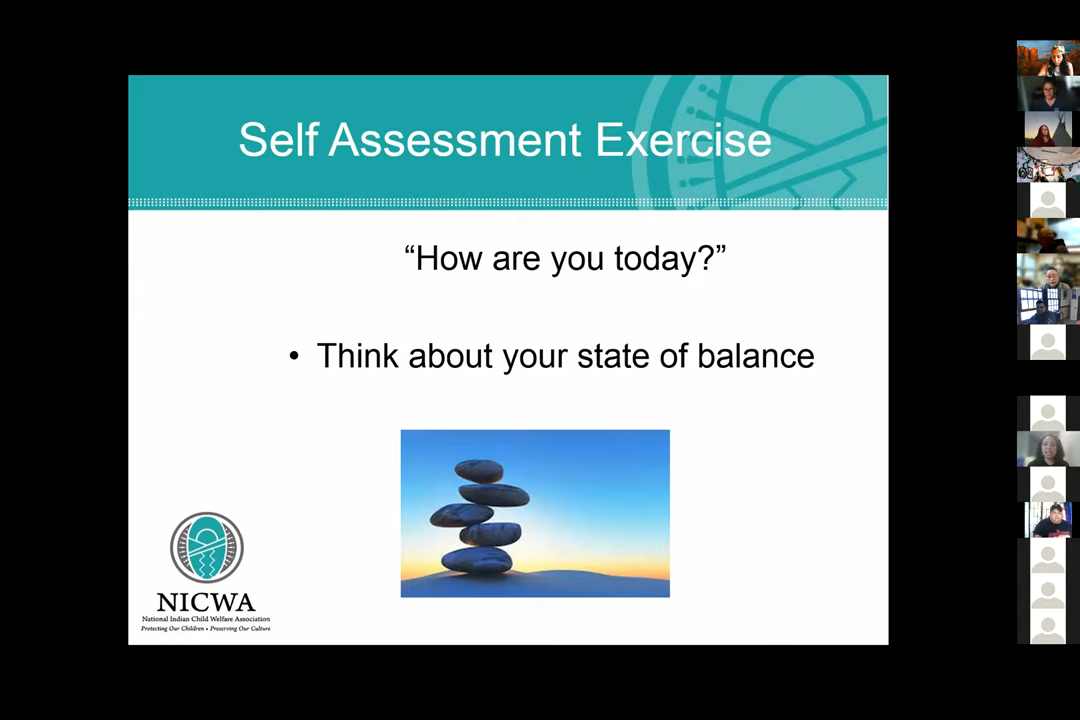 Self Assessment Exercise
“How are you today?”
• Think about your state of balance
NICWA
National Indian Child Welfare Association
Protecting Our Children • Preserving Our Culture